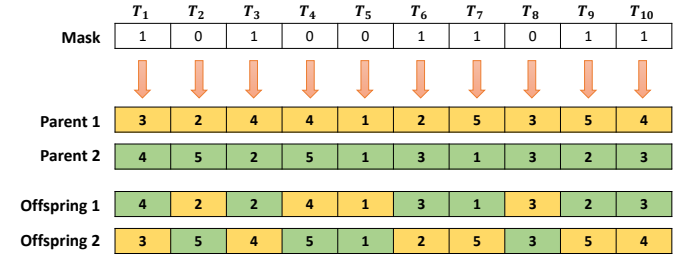 T1 T2 T3 T4 T5 T6 T7 T8 T9 T10
Mask 1 0 1 0 0 1 1 0 1 1
Parent 1 3 2 4 4 1 2 5 3 5 4
Parent 2 4 5 2 5 1 3 1 3 2 3
Offspring 1 4 2 2 4 1 3 1 3 2 3
Offspring 2 3 5 4 5 1 2 5 3 5 4